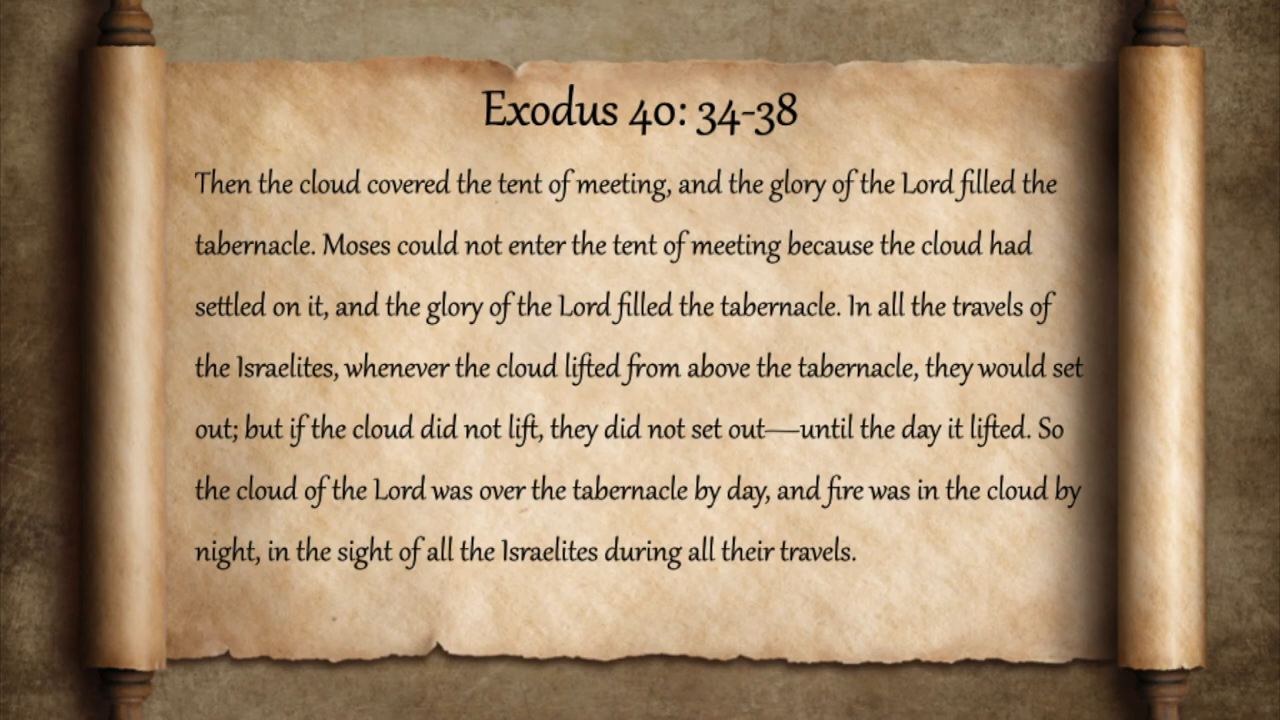 Exodus 40: 34-38
Then the cloud covered the tent of meeting, and the glory of the Lord filled the
tabernacle. Moses could not enter the tent of meeting because the cloud had
settled on it, and the glory of the Lord filled the tabernacle. In all the travels of
the Israelites, whenever the cloud lifted from above the tabernacle, they would set
out; but if the cloud did not lift, they did not set out—until the day it lifted. So
the cloud of the Lord was over the tabernacle by day, and fire was in the cloud by
night, in the sight of all the Israelites during all their travels.